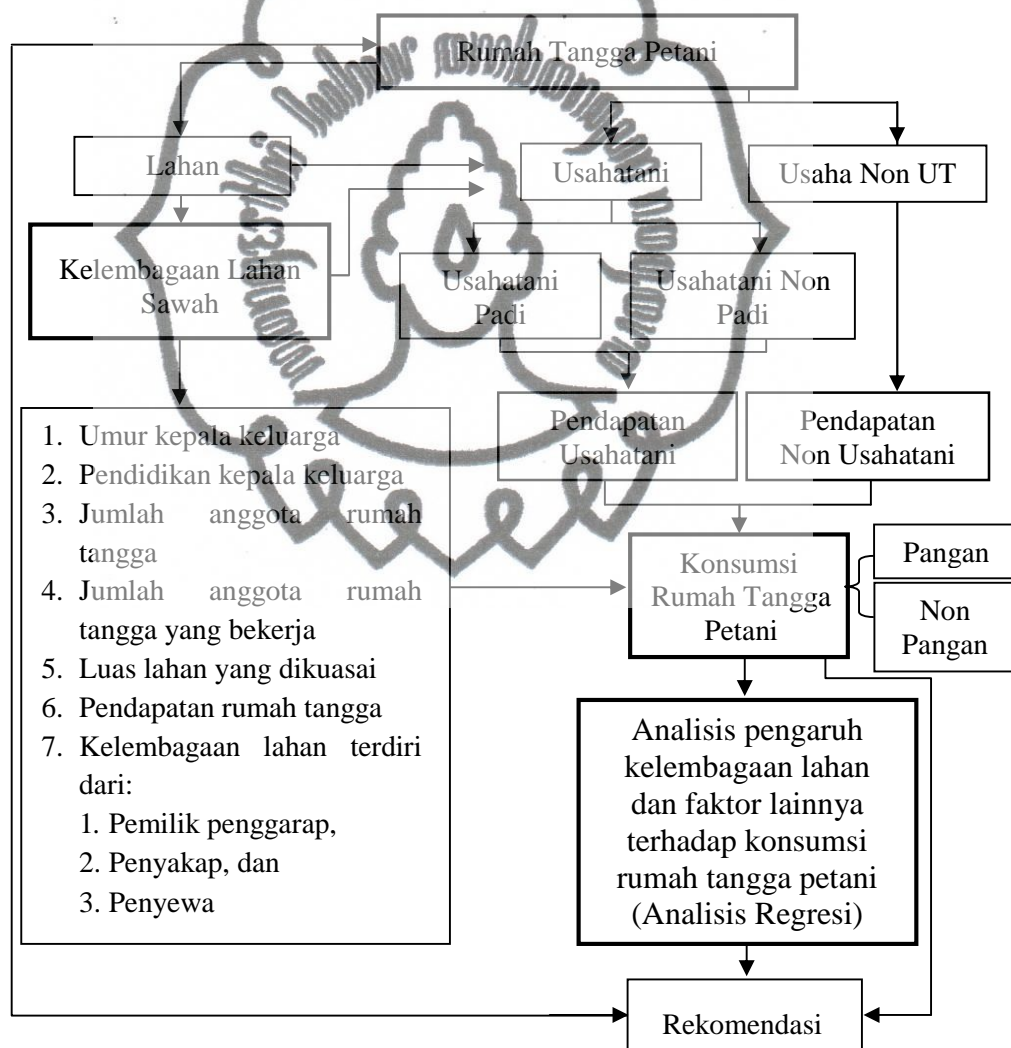 Rumah Tangga Petani
Lahan
Usahatani
Usaha Non UT
Kelembagaan Lahan
Sawah
Usahatani
Padi
Usahatani Non
Padi
Pendapatan
Usahatani
Pendapatan
Non Usahatani
1. Umur kepala keluarga
2. Pendidikan kepala keluarga
3. Jumlah anggota rumah
tangga
4. Jumlah anggota rumah
tangga yang bekerja
5. Luas lahan yang dikuasai
6. Pendapatan rumah tangga
7. Kelembagaan lahan terdiri
dari:
1. Pemilik penggarap,
2. Penyakap, dan
3. Penyewa
Konsumsi
Rumah Tangga
Petani
Pangan
Non
Pangan
Analisis pengaruh
kelembagaan lahan
dan faktor lainnya
terhadap konsumsi
rumah tangga petani
(Analisis Regresi)
Rekomendasi